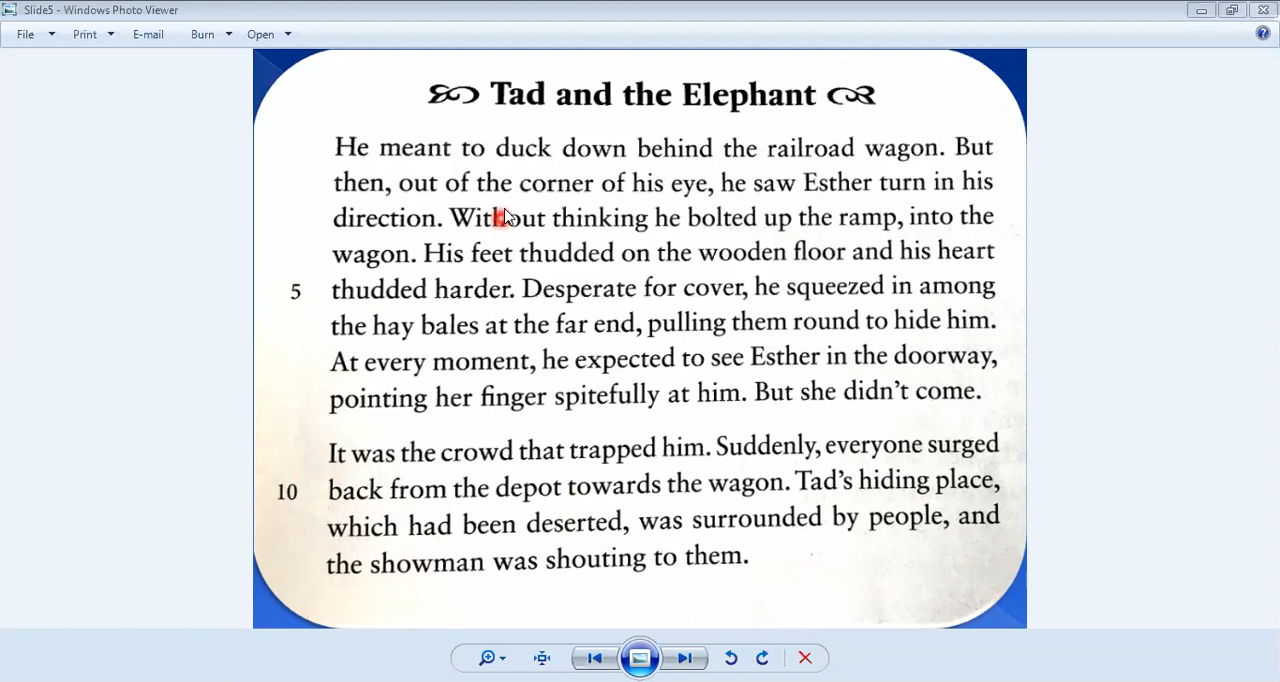 Slide5 - Windows Photo Viewer
File Print E-mail Burn Open
Tad and the Elephant
He meant to duck down behind the railroad wagon. But
then, out of the corner of his eye, he saw Esther turn in his
direction. Without thinking he bolted up the ramp, into the
wagon. His feet thudded on the wooden floor and his heart
5 thudded harder. Desperate for cover, he squeezed in among
the hay bales at the far end, pulling them round to hide him.
At every moment, he expected to see Esther in the doorway,
pointing her finger spitefully at him. But she didn't come.
It was the crowd that trapped him. Suddenly, everyone surged
10 back from the depot towards the wagon. Tad's hiding place,
which had been deserted, was surrounded by people, and
the showman was shouting to them.